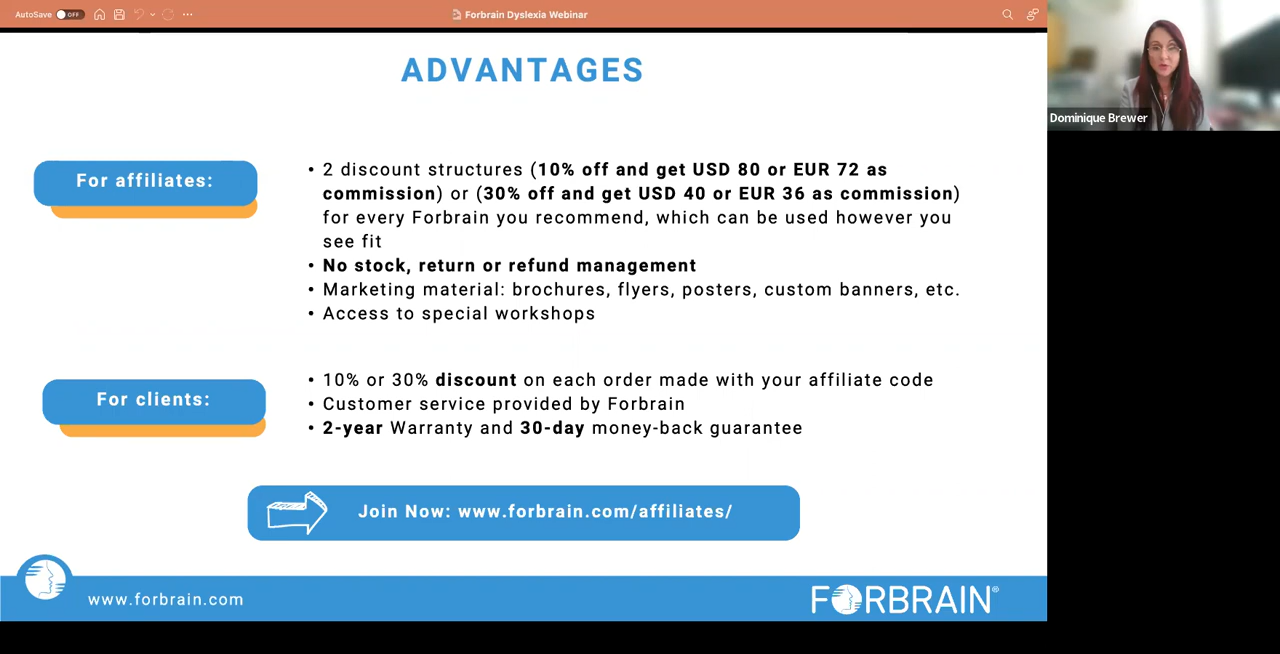 AutoSave OFF
Forbrain Dyslexia Webinar
ADVANTAGES
For affiliates:
• 2 discount structures (10% off and get USD 80 or EUR 72 as
commission) or (30% off and get USD 40 or EUR 36 as commission)
for every Forbrain you recommend, which can be used however you
see fit
• No stock, return or refund management
• Marketing material: brochures, flyers, posters, custom banners, etc.
• Access to special workshops
For clients:
• 10% or 30% discount on each order made with your affiliate code
• Customer service provided by Forbrain
• 2-year Warranty and 30-day money-back guarantee
Join Now: www.forbrain.com/affiliates/
www.forbrain.com
FORBRAIN®
Dominique Brewer